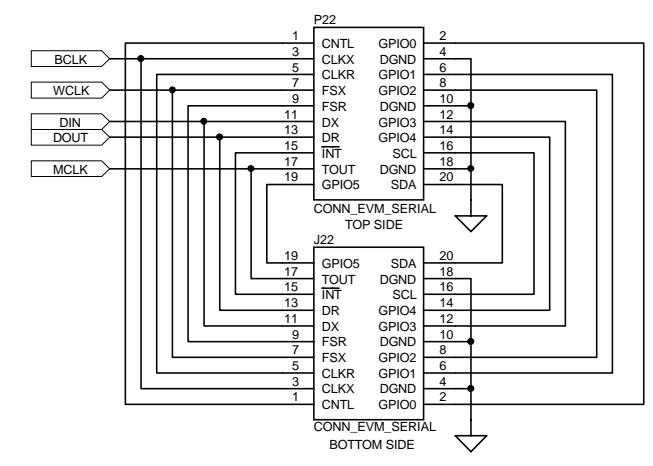 P22
1 CNTL GPIO0 2
BCLK 3 CLKX DGND 4
5 CLKR GPIO1 6
WCLK 7 FSX GPIO2 8
9 FSR DGND 10
DIN 11 DX GPIO3 12
DOUT 13 DR GPIO4 14
15 INT SCL 16
MCLK 17 TOUT DGND 18
19 GPIO5 SDA 20
CONN_EVM_SERIAL
TOP SIDE
J22
19 GPIO5 SDA 20
17 TOUT DGND 18
15 INT SCL 16
13 DR GPIO4 14
11 DX GPIO3 12
9 FSR DGND 10
7 FSX GPIO2 8
5 CLKR GPIO1 6
3 CLKX DGND 4
1 CNTL GPIO0 2
CONN_EVM_SERIAL
BOTTOM SIDE